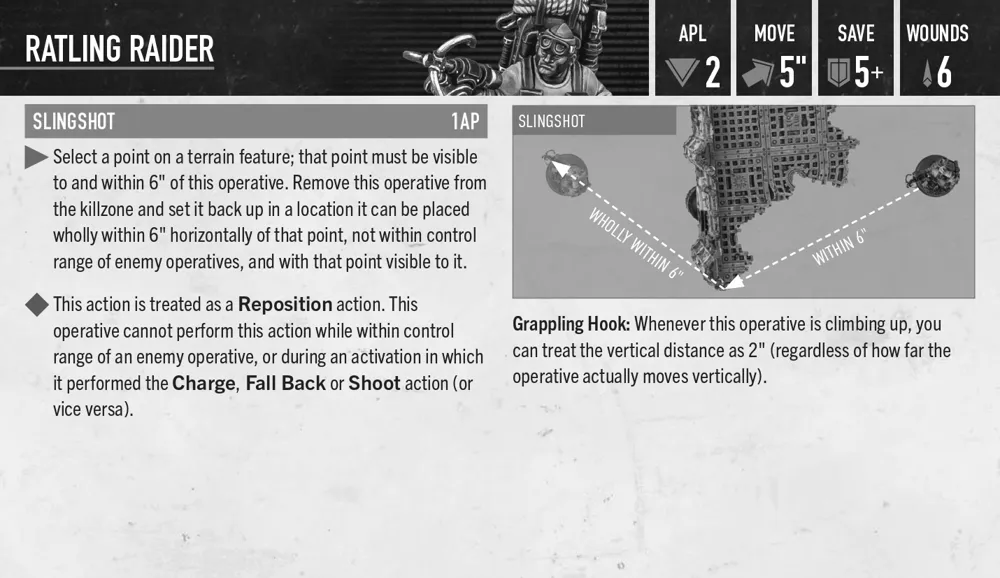 RATLING RAIDER
APL
2
MOVE
5"
SAVE
5+
WOUNDS
6
SLINGSHOT 1AP
Select a point on a terrain feature; that point must be visible
to and within 6" of this operative. Remove this operative from
the killzone and set it back up in a location it can be placed
wholly within 6" horizontally of that point, not within control
range of enemy operatives, and with that point visible to it.
This action is treated as a Reposition action. This
operative cannot perform this action while within control
range of an enemy operative, or during an activation in which
it performed the Charge, Fall Back or Shoot action (or
vice versa).
SLINGSHOT
WHOLLY WITHIN 6"
WITHIN 6"
Grappling Hook: Whenever this operative is climbing up, you
can treat the vertical distance as 2" (regardless of how far the
operative actually moves vertically).